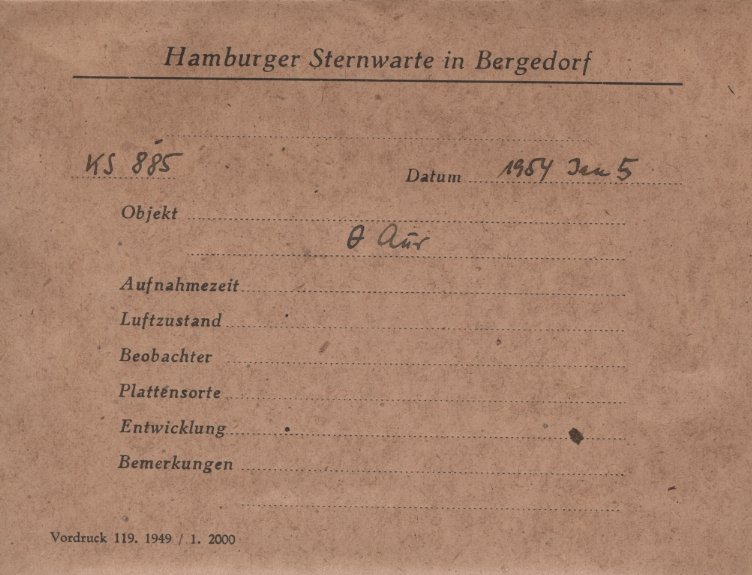 Hamburger Sternwarte in Bergedorf
KS 885 Datum 1954 Jan 5
Objekt
θ Aur
Aufnahmezeit
Luftzustand
Beobachter
Plattensorte
Entwicklung
Bemerkungen
Vordruck 119. 1949 / 1. 2000